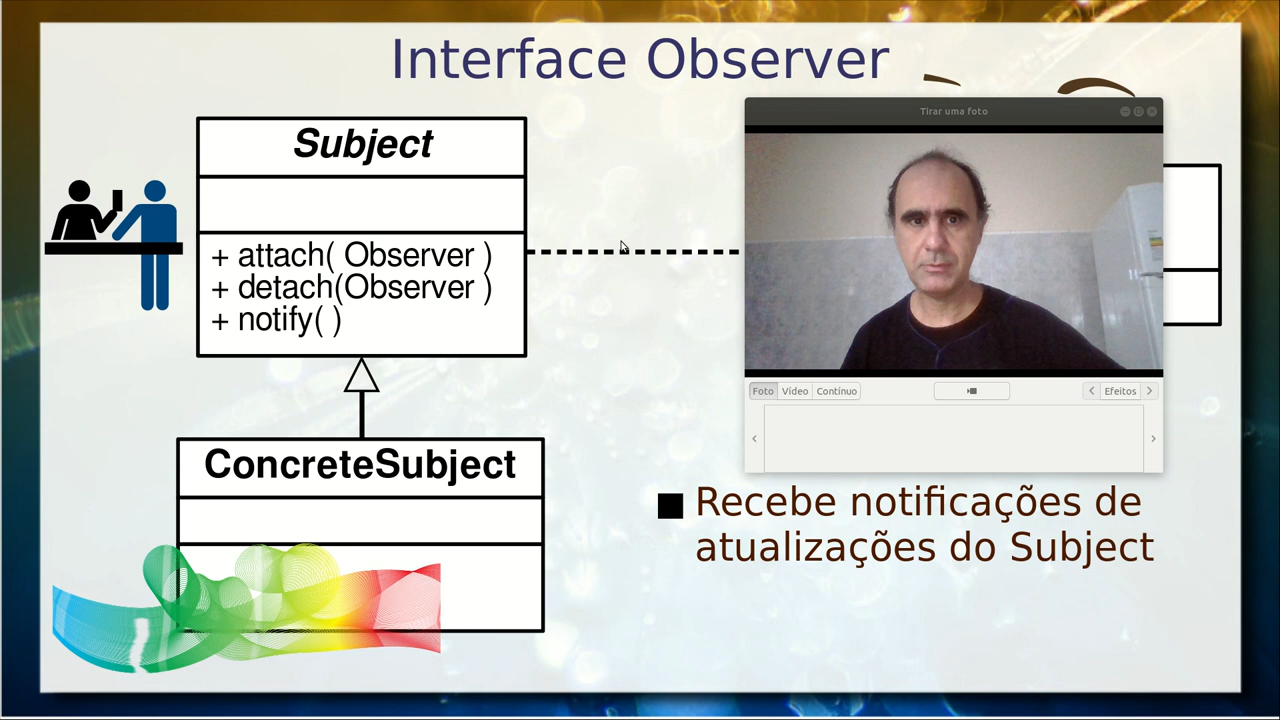 Interface Observer
Subject
+ attach( Observer )
+ detach(Observer )
+ notify( )
ConcreteSubject
Tirar uma foto
Foto Vídeo Contínuo
Efeitos
Recebe notificações de
atualizações do Subject